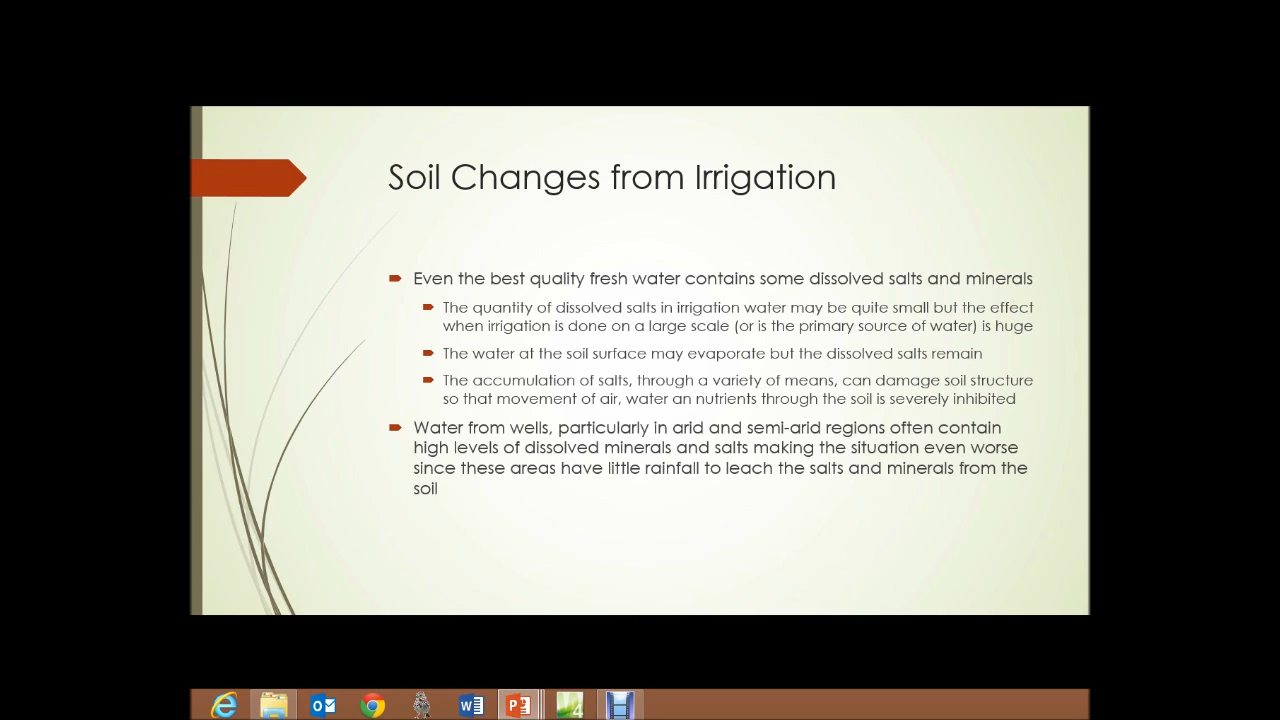 Soil Changes from Irrigation
Even the best quality fresh water contains some dissolved salts and minerals
The quantity of dissolved salts in irrigation water may be quite small but the effect
when irrigation is done on a large scale (or is the primary source of water) is huge
The water at the soil surface may evaporate but the dissolved salts remain
The accumulation of salts, through a variety of means, can damage soil structure
so that movement of air, water an nutrients through the soil is severely inhibited
Water from wells, particularly in arid and semi-arid regions often contain
high levels of dissolved minerals and salts making the situation even worse
since these areas have little rainfall to leach the salts and minerals from the
soil